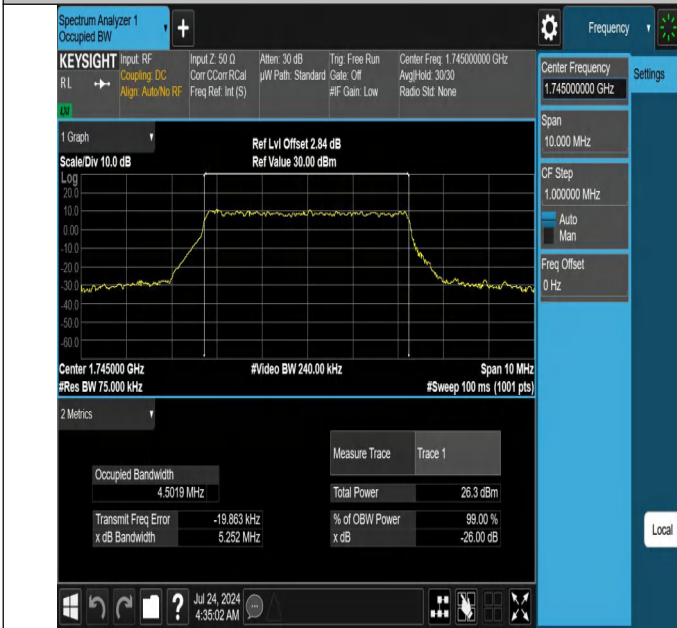 Spectrum Analyzer 1
Occupied BW
+
Frequency
KEYSIGHT
RL
LXI
Input: RF
Coupling: DC
Align: Auto/No RF
Input Z: 50 Ω
Corr CCorr RCal
Freq Ref: Int (S)
Atten: 30 dB
µW Path: Standard
Trig: Free Run
Gate: Off
#IF Gain: Low
Center Freq: 1.745000000 GHz
Avg|Hold: 30/30
Radio Std: None
Center Frequency
1.745000000 GHz
Settings
Span
10.000 MHz
CF Step
1.000000 MHz
Auto
Man
Freq Offset
0 Hz
1 Graph
Scale/Div 10.0 dB
Ref Lvl Offset 2.84 dB
Ref Value 30.00 dBm
Log
20.0
10.0
0.00
-10.0
-20.0
-30.0
-40.0
-50.0
-60.0
Center 1.745000 GHz
#Res BW 75.000 kHz
#Video BW 240.00 kHz
Span 10 MHz
#Sweep 100 ms (1001 pts)
2 Metrics
Occupied Bandwidth
4.5019 MHz
Transmit Freq Error -19.863 kHz
x dB Bandwidth 5.252 MHz
Measure Trace Trace 1
Total Power 26.3 dBm
% of OBW Power 99.00 %
x dB -26.00 dB
Local
?
Jul 24, 2024
4:35:02 AM